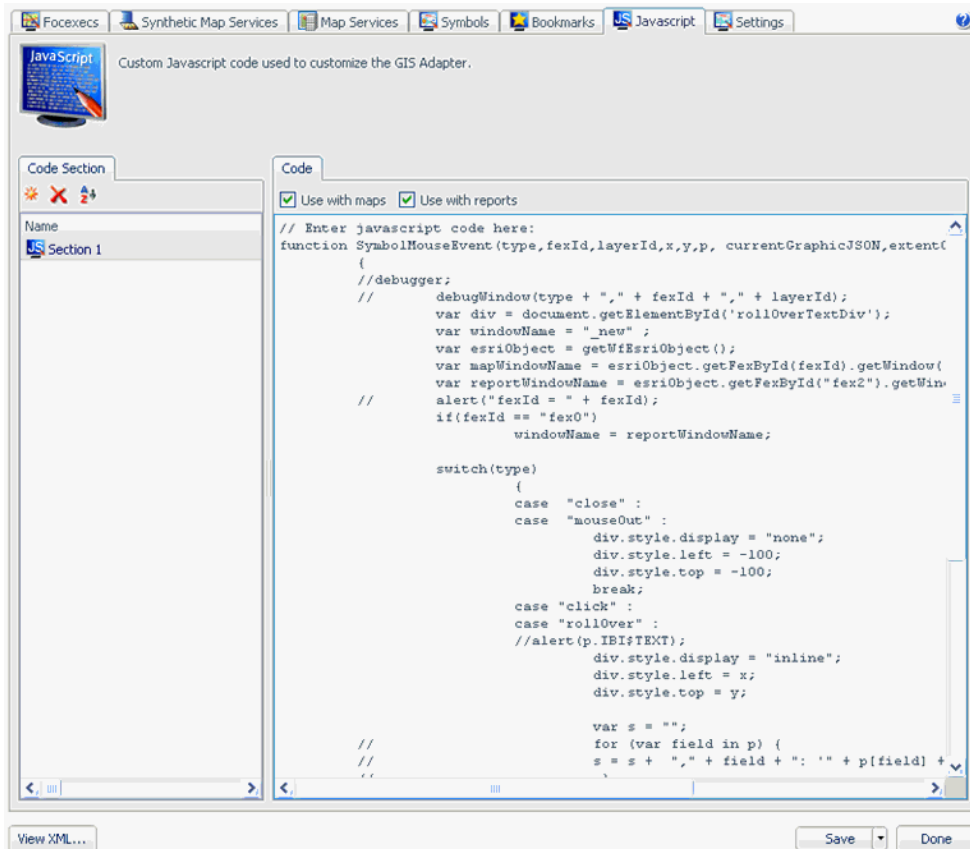 Focexecs Synthetic Map Services Map Services Symbols Bookmarks Javascript Settings
JavaScript
Custom Javascript code used to customize the GIS Adapter.
Code Section
Code
Use with maps Use with reports
Name
Section 1
// Enter javascript code here:
function SymbolMouseEvent(type,fexId,layerId,x,y,p, currentGraphicJSON,extent
{
//debugger;
// debugWindow(type + "," + fexId + "," + layerId);
var div = document.getElementById('rollOverTextDiv');
var windowName = "_new" ;
var esriObject = getWfEsriObject();
var mapWindowName = esriObject.getFexById(fexId).getWindow(
var reportWindowName = esriObject.getFexById("fex2").getWin
// alert("fexId = " + fexId);
if(fexId == "fex0")
windowName = reportWindowName;
switch(type)
{
case "close" :
case "mouseOut" :
div.style.display = "none";
div.style.left = -100;
div.style.top = -100;
break;
case "click" :
case "rollOver" :
//alert(p.IBI$TEXT);
div.style.display = "inline";
div.style.left = x;
div.style.top = y;
var s = "";
// for (var field in p) {
// s = s + "," + field + ": '" + p[field] +
View XML...
Save
Done